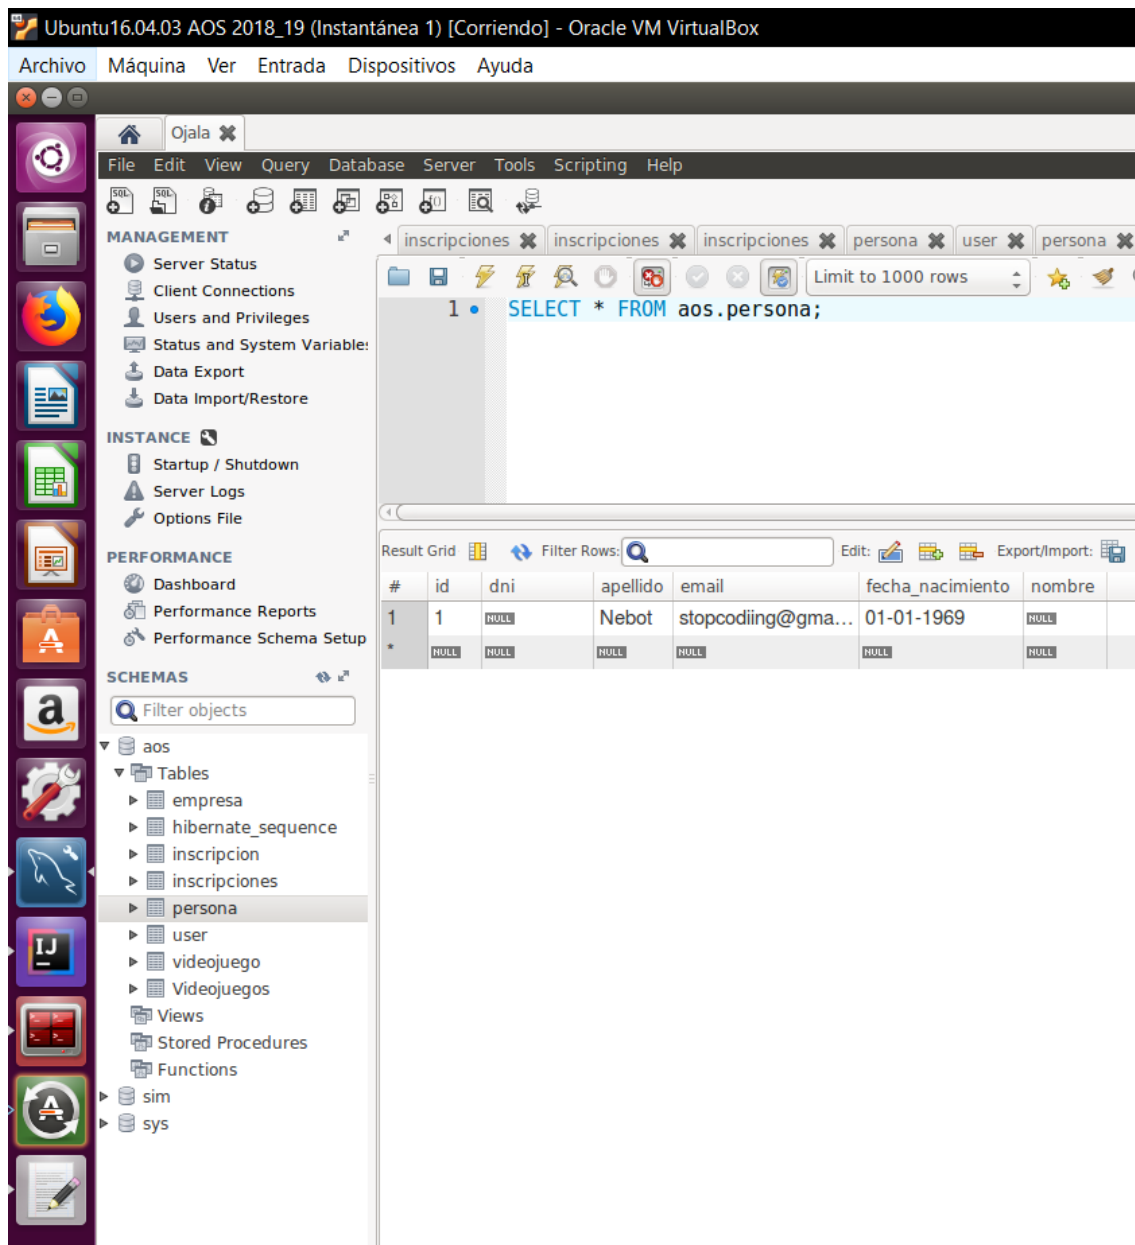 Ubuntu16.04.03 AOS 2018_19 (Instantánea 1) [Corriendo] - Oracle VM VirtualBox
Archivo Máquina Ver Entrada Dispositivos Ayuda
Ojala
File Edit View Query Database Server Tools Scripting Help
MANAGEMENT
Server Status
Client Connections
Users and Privileges
Status and System Variable
Data Export
Data Import/Restore
INSTANCE
Startup / Shutdown
Server Logs
Options File
PERFORMANCE
Dashboard
Performance Reports
Performance Schema Setup
SCHEMAS
Filter objects
aos
Tables
empresa
hibernate_sequence
inscripcion
inscripciones
persona
user
videojuego
Videojuegos
Views
Stored Procedures
Functions
sim
sys
inscripciones inscripciones inscripciones persona user persona
Limit to 1000 rows
1 SELECT * FROM aos.persona;
Result Grid Filter Rows: Edit: Export/Import:
# id dni apellido email fecha_nacimiento nombre
1 1 NULL Nebot stopcodiing@gma... 01-01-1969 NULL
* NULL NULL NULL NULL NULL NULL